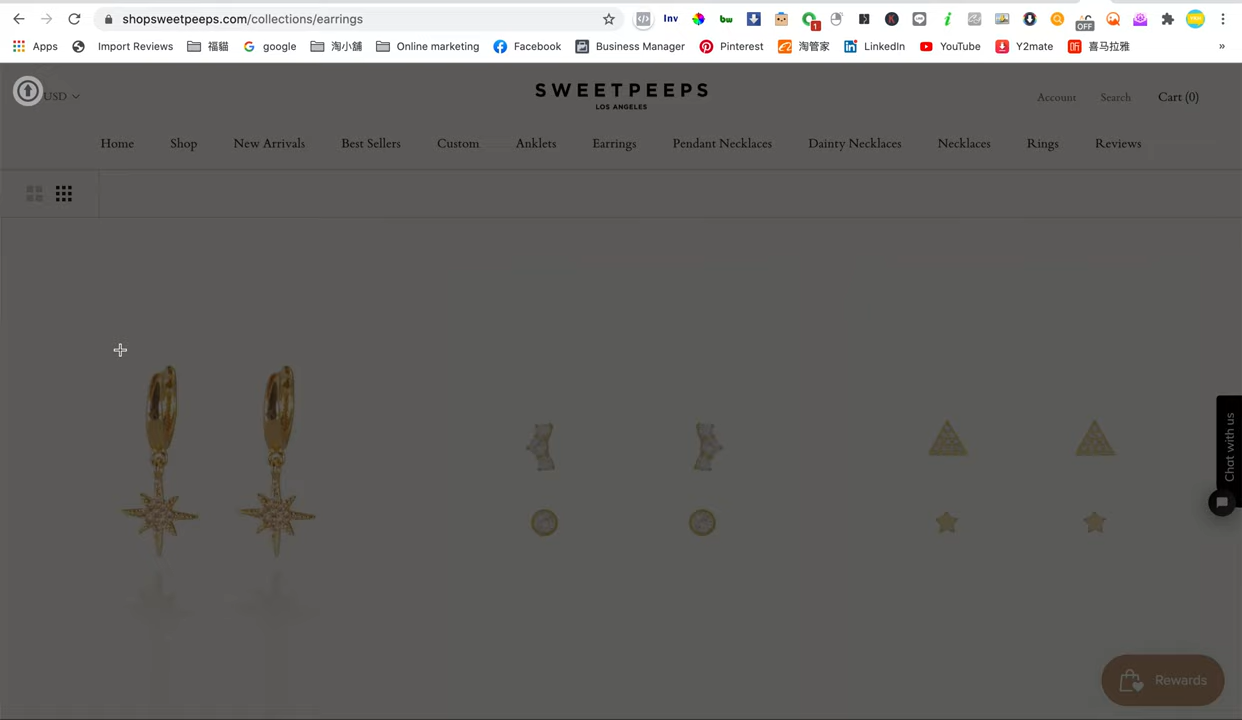 shopsweetpeeps.com/collections/earrings
Inv
bw
1
K
OFF
Apps
Import Reviews
福貓
google
淘小舖
Online marketing
Facebook
Business Manager
Pinterest
淘管家
LinkedIn
YouTube
Y2mate
喜马拉雅
»
USD
SWEETPEEPS
LOS ANGELES
Account
Search
Cart (0)
Home
Shop
New Arrivals
Best Sellers
Custom
Anklets
Earrings
Pendant Necklaces
Dainty Necklaces
Necklaces
Rings
Reviews
Chat with us
Rewards